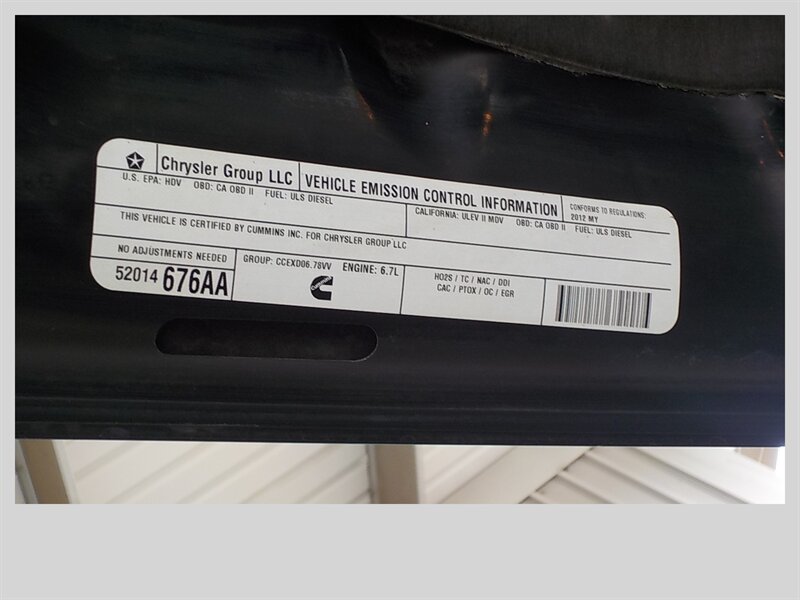 Chrysler Group LLC
VEHICLE EMISSION CONTROL INFORMATION
CONFORMS TO REGULATIONS:
2012 MY
U.S. EPA: HDV OBD: CA OBD II FUEL: ULS DIESEL
CALIFORNIA: ULEV II MDV OBD: CA OBD II FUEL: ULS DIESEL
THIS VEHICLE IS CERTIFIED BY CUMMINS INC. FOR CHRYSLER GROUP LLC
NO ADJUSTMENTS NEEDED
52014 676AA
GROUP: CCEXD06.78VV ENGINE: 6.7L
Cummins
HO2S / TC / NAC / DDI
CAC / PTOX / OC / EGR